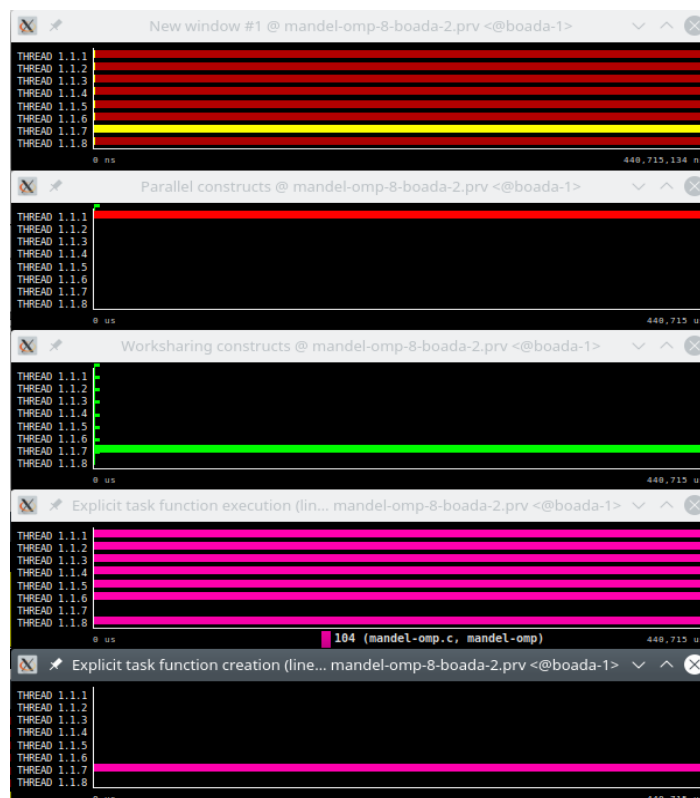 New window #1 @ mandel-omp-8-boada-2.prv <@boada-1>
THREAD 1.1.1
THREAD 1.1.2
THREAD 1.1.3
THREAD 1.1.4
THREAD 1.1.5
THREAD 1.1.6
THREAD 1.1.7
THREAD 1.1.8
0 ns 440,715,134 n
Parallel constructs @ mandel-omp-8-boada-2.prv <@boada-1>
THREAD 1.1.1
THREAD 1.1.2
THREAD 1.1.3
THREAD 1.1.4
THREAD 1.1.5
THREAD 1.1.6
THREAD 1.1.7
THREAD 1.1.8
0 us 440,715 u
Worksharing constructs @ mandel-omp-8-boada-2.prv <@boada-1>
THREAD 1.1.1
THREAD 1.1.2
THREAD 1.1.3
THREAD 1.1.4
THREAD 1.1.5
THREAD 1.1.6
THREAD 1.1.7
THREAD 1.1.8
0 us 440,715 u
Explicit task function execution (lin... mandel-omp-8-boada-2.prv <@boada-1>
THREAD 1.1.1
THREAD 1.1.2
THREAD 1.1.3
THREAD 1.1.4
THREAD 1.1.5
THREAD 1.1.6
THREAD 1.1.7
THREAD 1.1.8
0 us 104 (mandel-omp.c, mandel-omp) 440,715 u
Explicit task function creation (line... mandel-omp-8-boada-2.prv <@boada-1>
THREAD 1.1.1
THREAD 1.1.2
THREAD 1.1.3
THREAD 1.1.4
THREAD 1.1.5
THREAD 1.1.6
THREAD 1.1.7
THREAD 1.1.8